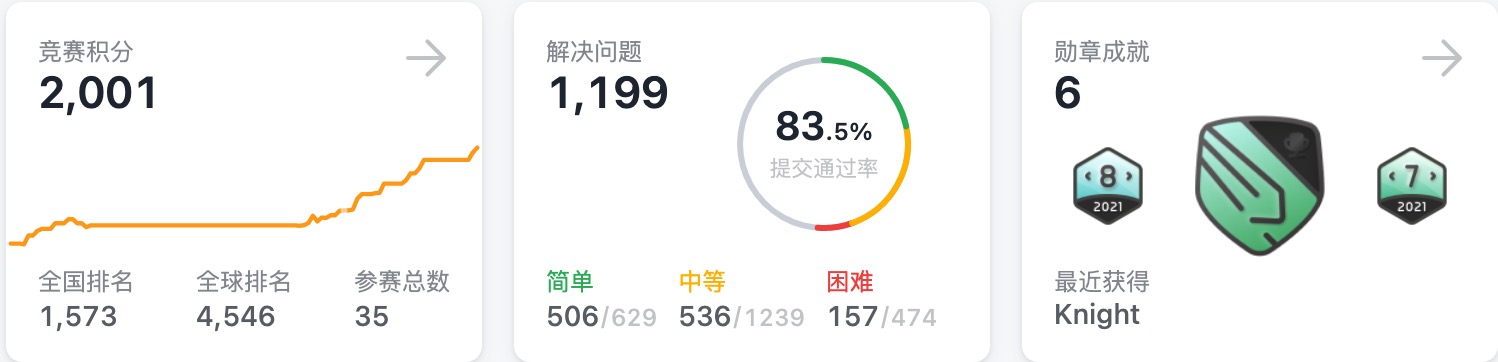 竞赛积分
2,001
全国排名
1,573
全球排名
4,546
参赛总数
35
解决问题
1,199
83.5%
提交通过率
简单
506/629
中等
536/1239
困难
157/474
勋章成就
6
8
2021
7
2021
最近获得
Knight